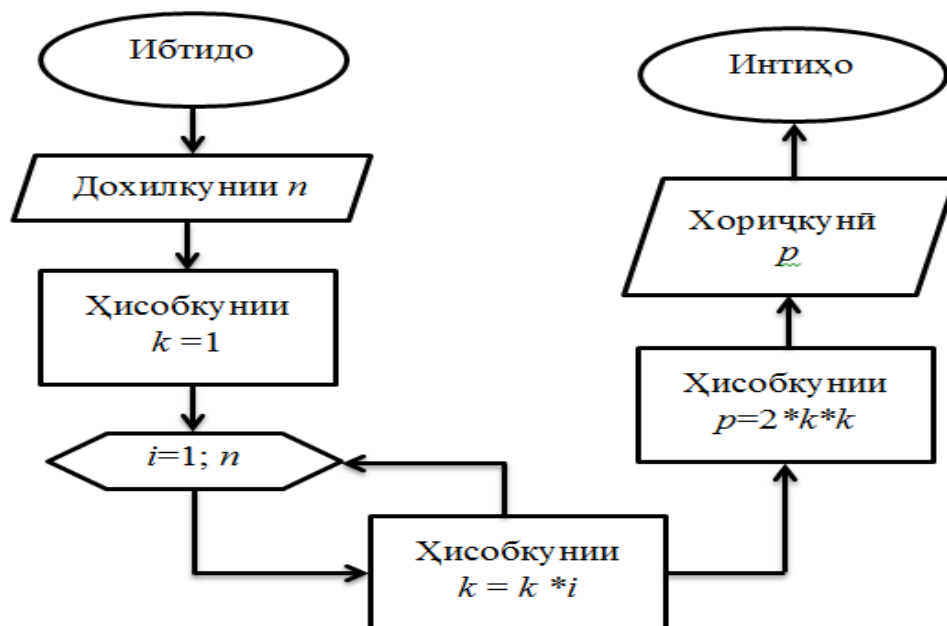 Ибтидо
Дохилкунии n
Ҳисобкунии
k =1
i=1; n
Ҳисобкунии
k = k *i
Ҳисобкунии
p=2*k*k
Хориҷкунӣ
p
Интиҳо